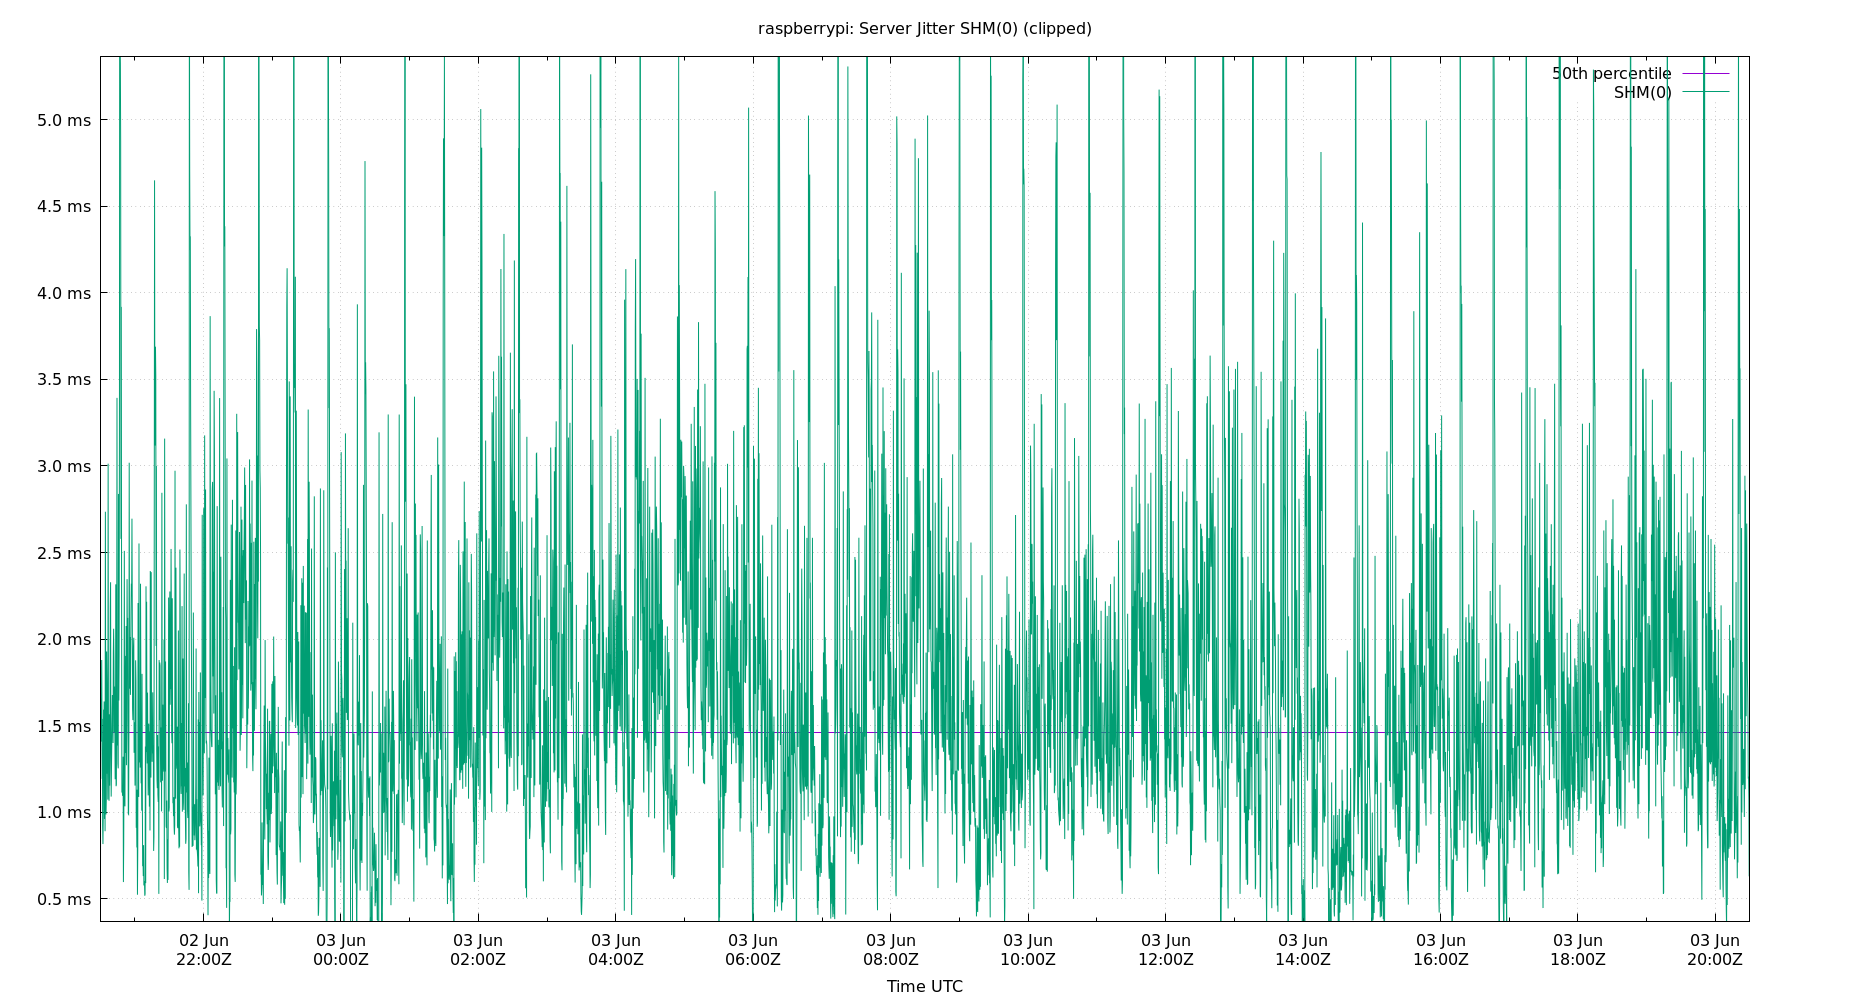 raspberrypi: Server Jitter SHM(0) (clipped)
50th percentile
SHM(0)
5.0 ms
4.5 ms
4.0 ms
3.5 ms
3.0 ms
2.5 ms
2.0 ms
1.5 ms
1.0 ms
0.5 ms
02 Jun
22:00Z
03 Jun
00:00Z
03 Jun
02:00Z
03 Jun
04:00Z
03 Jun
06:00Z
03 Jun
08:00Z
03 Jun
10:00Z
03 Jun
12:00Z
03 Jun
14:00Z
03 Jun
16:00Z
03 Jun
18:00Z
03 Jun
20:00Z
Time UTC